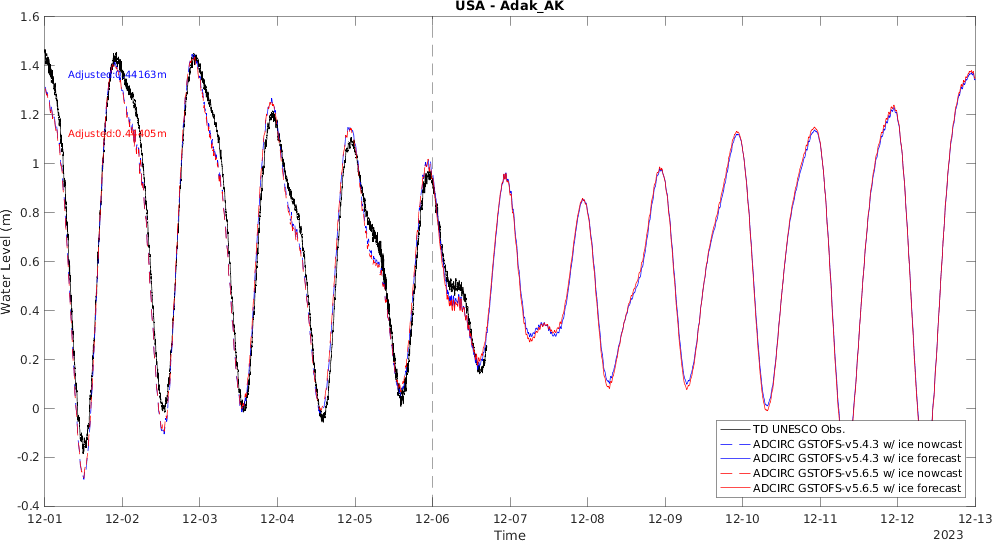 USA - Adak_AK
1.6
1.4
1.2
1
0.8
0.6
0.4
0.2
0
-0.2
-0.4
Water Level (m)
Adjusted:0.44163m
Adjusted:0.44405m
TD UNESCO Obs.
ADCIRC GSTOFS-v5.4.3 w/ ice nowcast
ADCIRC GSTOFS-v5.4.3 w/ ice forecast
ADCIRC GSTOFS-v5.6.5 w/ ice nowcast
ADCIRC GSTOFS-v5.6.5 w/ ice forecast
12-01 12-02 12-03 12-04 12-05 12-06 12-07 12-08 12-09 12-10 12-11 12-12 12-13
Time
2023